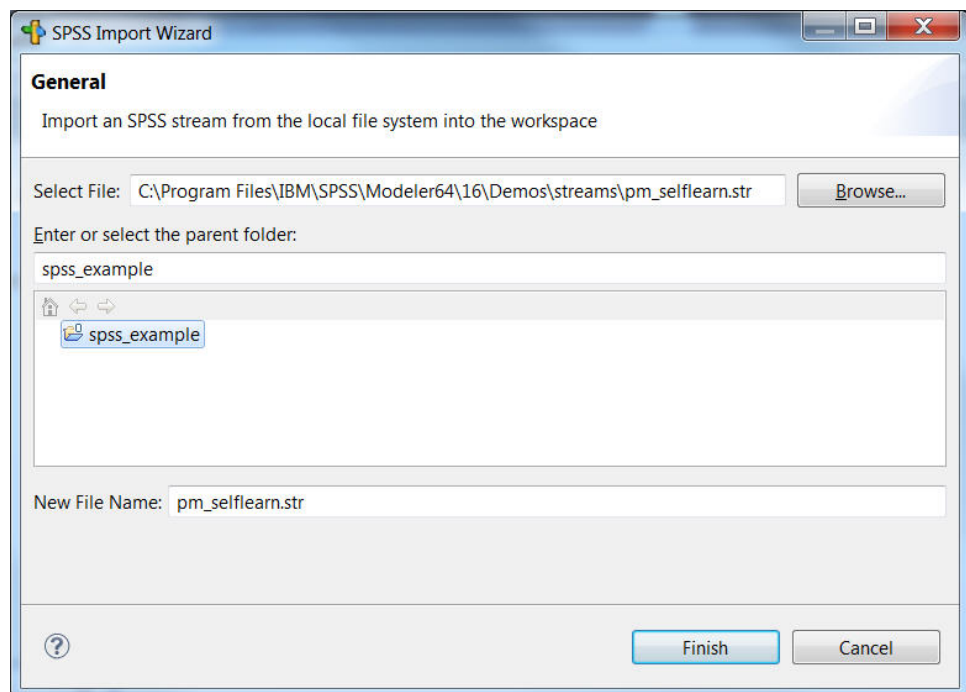 SPSS Import Wizard
General
Import an SPSS stream from the local file system into the workspace
Select File: C:\Program Files\IBM\SPSS\Modeler64\16\Demos\streams\pm_selflearn.str Browse...
Enter or select the parent folder:
spss_example
spss_example
New File Name: pm_selflearn.str
? Finish Cancel